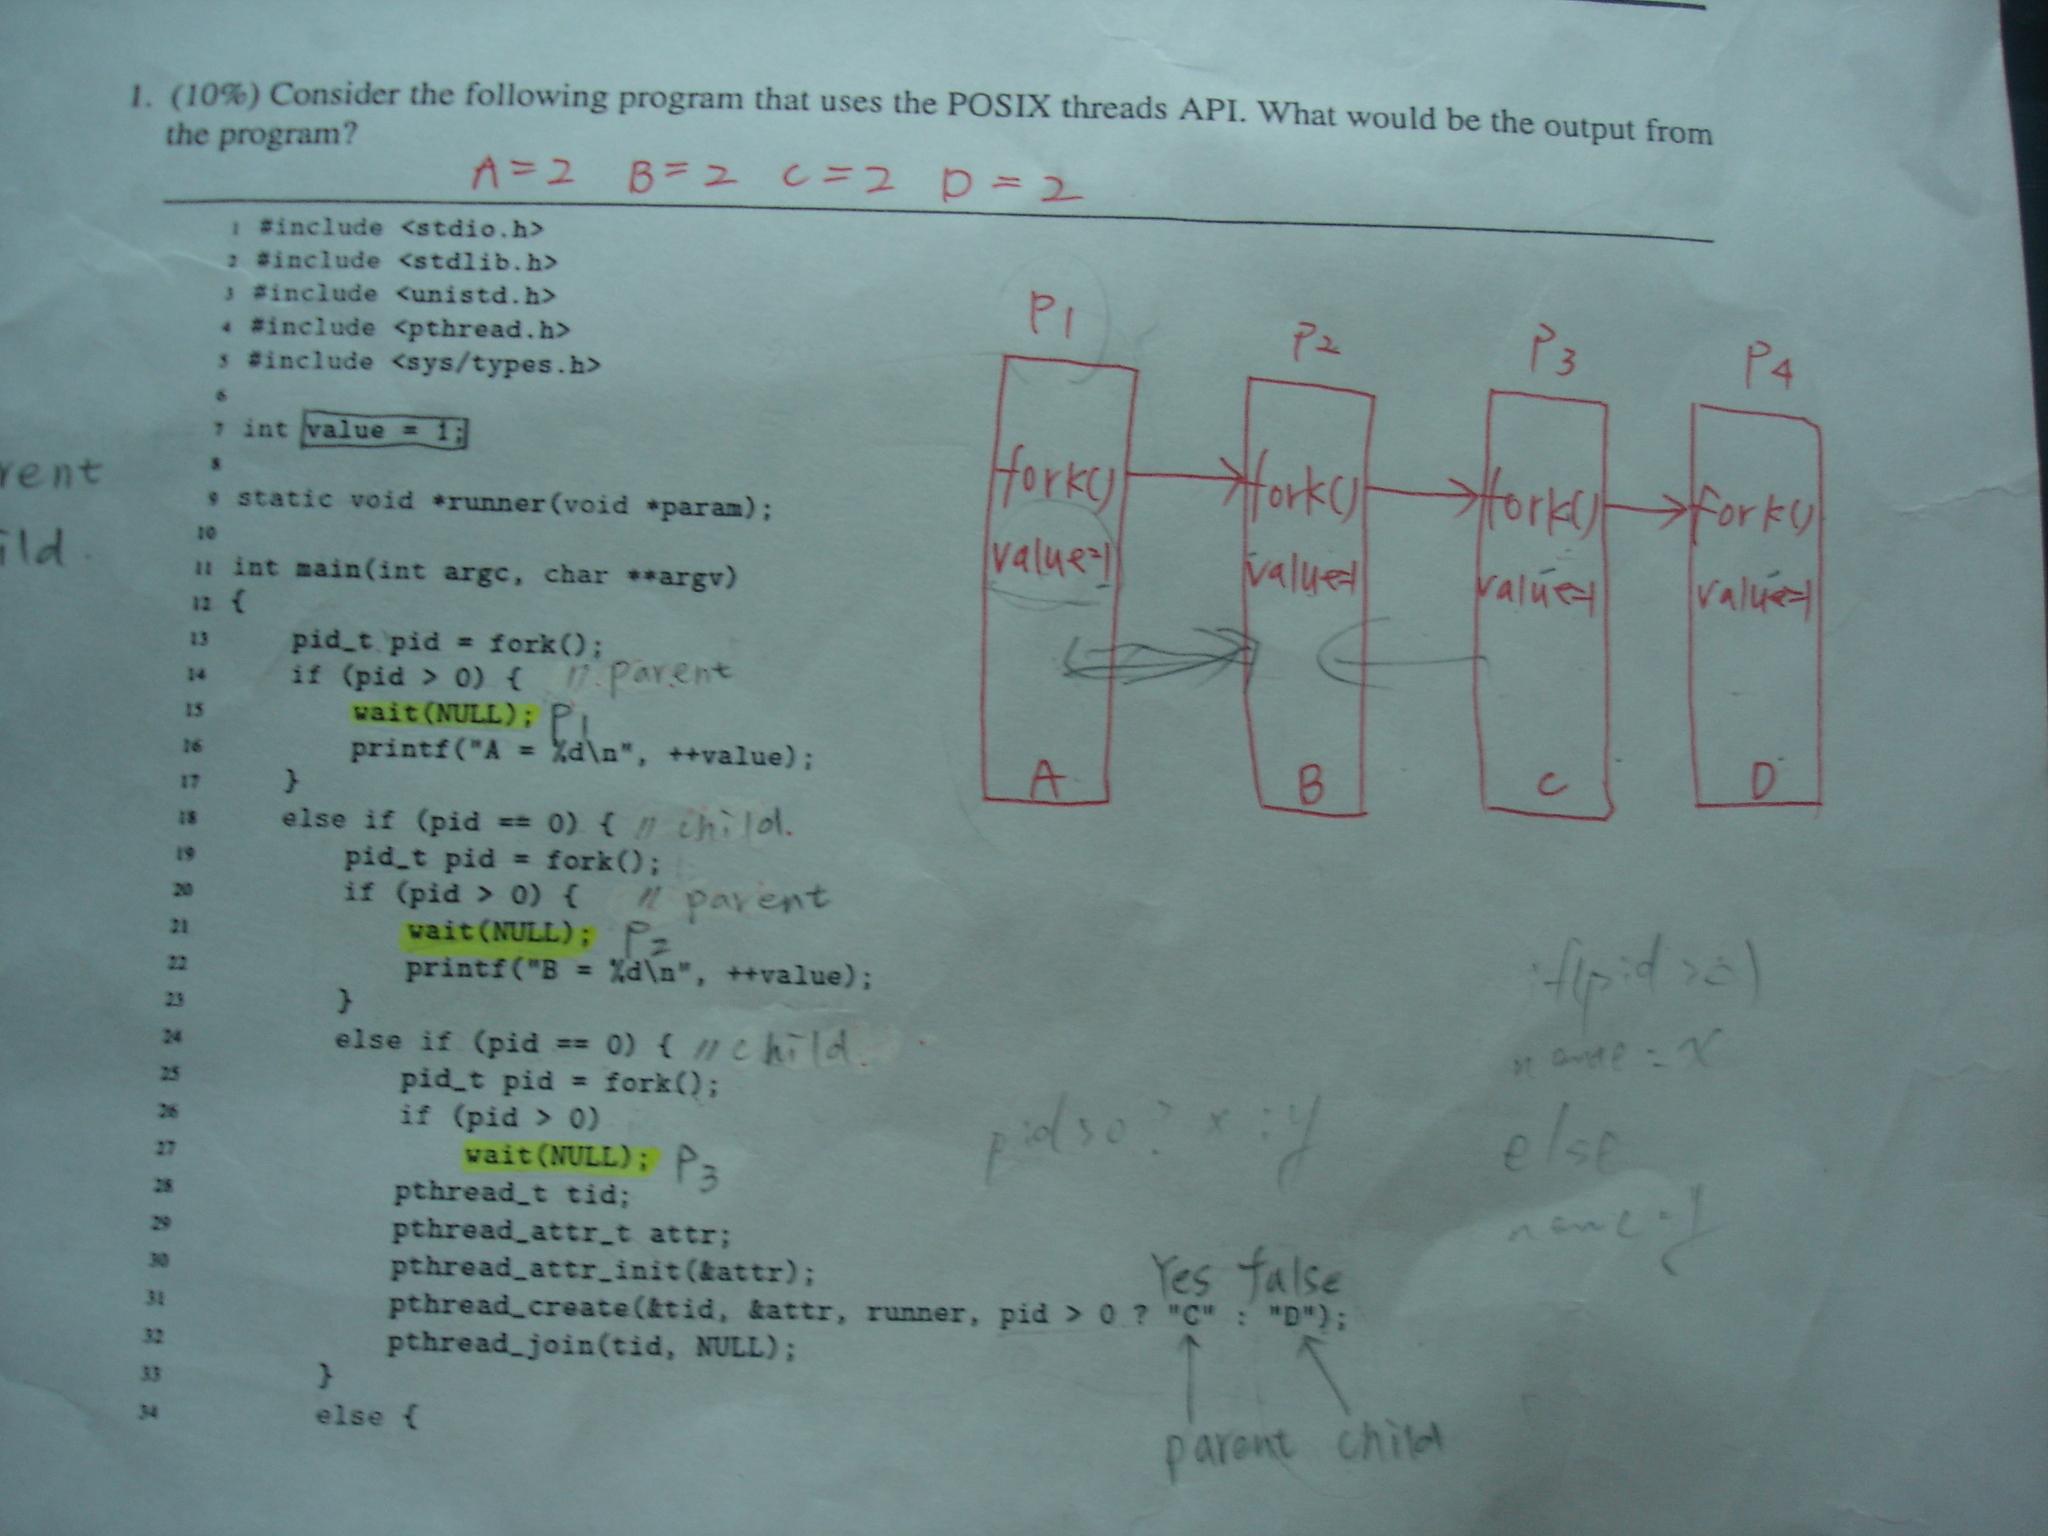 1. (10%) Consider the following program that uses the POSIX threads API. What would be the output from
the program?
A=2 B=2 C=2 D=2
1 #include <stdio.h>
2 #include <stdlib.h>
3 #include <unistd.h>
4 #include <pthread.h>
5 #include <sys/types.h>
6
7 int value = 1;
8
9 static void *runner(void *param);
10
11 int main(int argc, char **argv)
12 {
13 pid_t pid = fork();
14 if (pid > 0) { // parent
15 wait(NULL); P1
16 printf("A = %d\n", ++value);
17 }
18 else if (pid == 0) { // child.
19 pid_t pid = fork();
20 if (pid > 0) { // parent
21 wait(NULL); P2
22 printf("B = %d\n", ++value);
23 }
24 else if (pid == 0) { // child.
25 pid_t pid = fork();
26 if (pid > 0)
27 wait(NULL); P3
28 pthread_t tid;
29 pthread_attr_t attr;
30 pthread_attr_init(&attr);
31 pthread_create(&tid, &attr, runner, pid > 0 ? "C" : "D");
32 pthread_join(tid, NULL);
33 }
34 else {
rent
ild.
P1 P2 P3 P4
fork() fork() fork() fork()
value=1 value=1 value=1 value=1
A B C D
if(pid >0)
name = X
else
name = Y
pid>0 ? x : y
Yes false
parent child